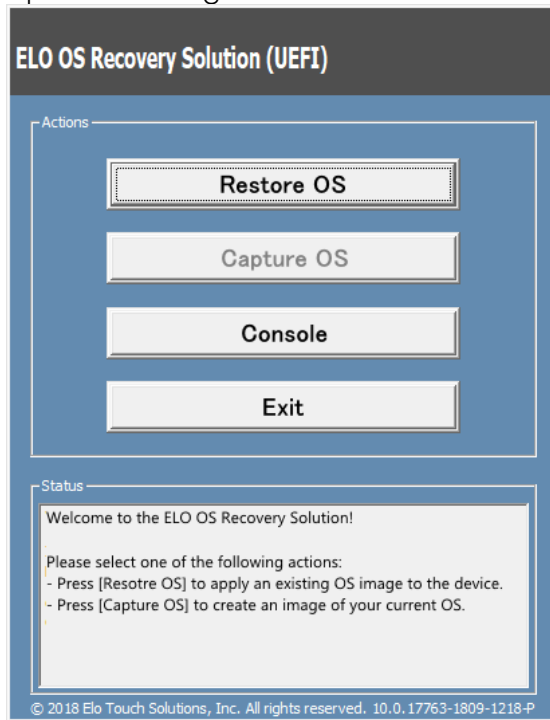 ELO OS Recovery Solution (UEFI)
Actions
Restore OS
Capture OS
Console
Exit
Status
Welcome to the ELO OS Recovery Solution!
Please select one of the following actions:
- Press [Resotre OS] to apply an existing OS image to the device.
- Press [Capture OS] to create an image of your current OS.
© 2018 Elo Touch Solutions, Inc. All rights reserved. 10.0.17763-1809-1218-P